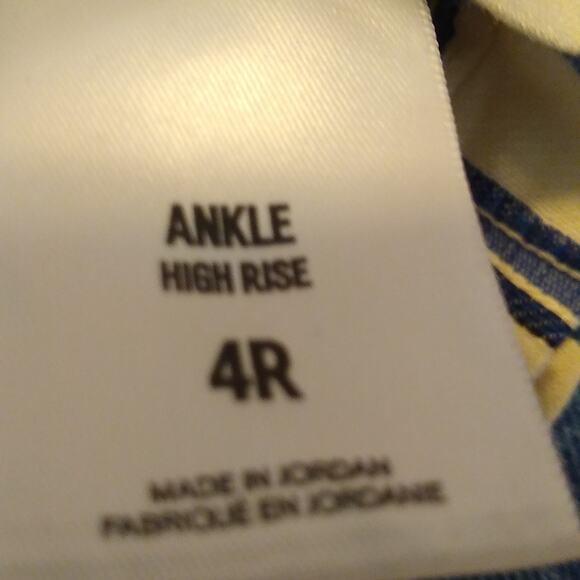 ANKLE
HIGH RISE
4R
MADE IN JORDAN
FABRIQUÉ EN JORDANIE